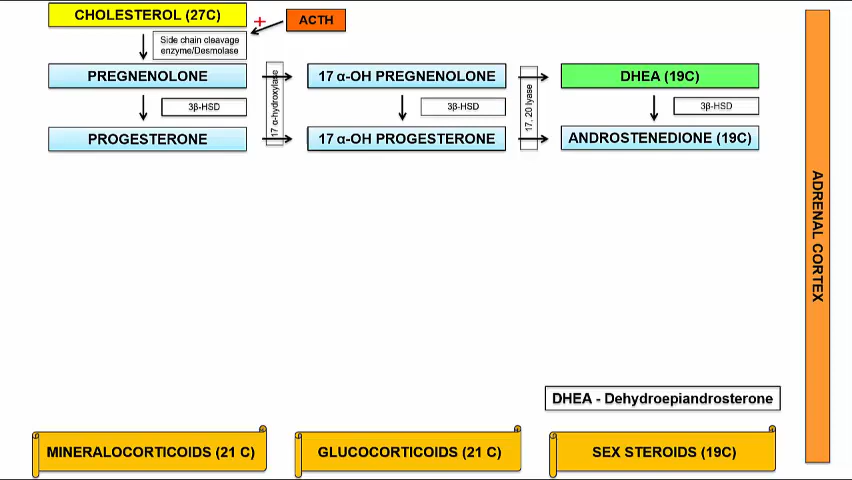 CHOLESTEROL (27C)
+
ACTH
Side chain cleavage
enzyme/Desmolase
PREGNENOLONE
17 α-hydroxylase
17 α-OH PREGNENOLONE
17, 20 lyase
DHEA (19C)
3β-HSD
3β-HSD
3β-HSD
PROGESTERONE
17 α-OH PROGESTERONE
ANDROSTENEDIONE (19C)
ADRENAL CORTEX
DHEA - Dehydroepiandrosterone
MINERALOCORTICOIDS (21 C)
GLUCOCORTICOIDS (21 C)
SEX STEROIDS (19C)